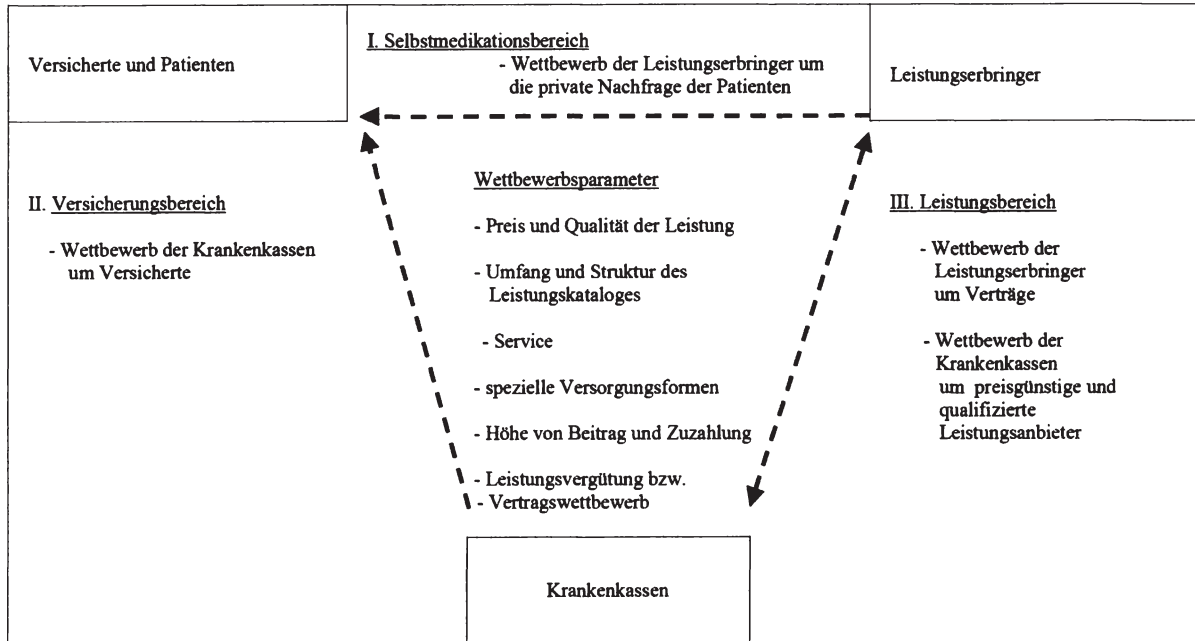 Versicherte und Patienten
I. Selbstmedikationsbereich
- Wettbewerb der Leistungserbringer um
die private Nachfrage der Patienten
Leistungserbringer
II. Versicherungsbereich
- Wettbewerb der Krankenkassen
um Versicherte
Wettbewerbsparameter
- Preis und Qualität der Leistung
- Umfang und Struktur des
Leistungskataloges
- Service
- spezielle Versorgungsformen
- Höhe von Beitrag und Zuzahlung
- Leistungsvergütung bzw.
- Vertragswettbewerb
III. Leistungsbereich
- Wettbewerb der
Leistungserbringer
um Verträge
- Wettbewerb der
Krankenkassen
um preisgünstige und
qualifizierte
Leistungsanbieter
Krankenkassen